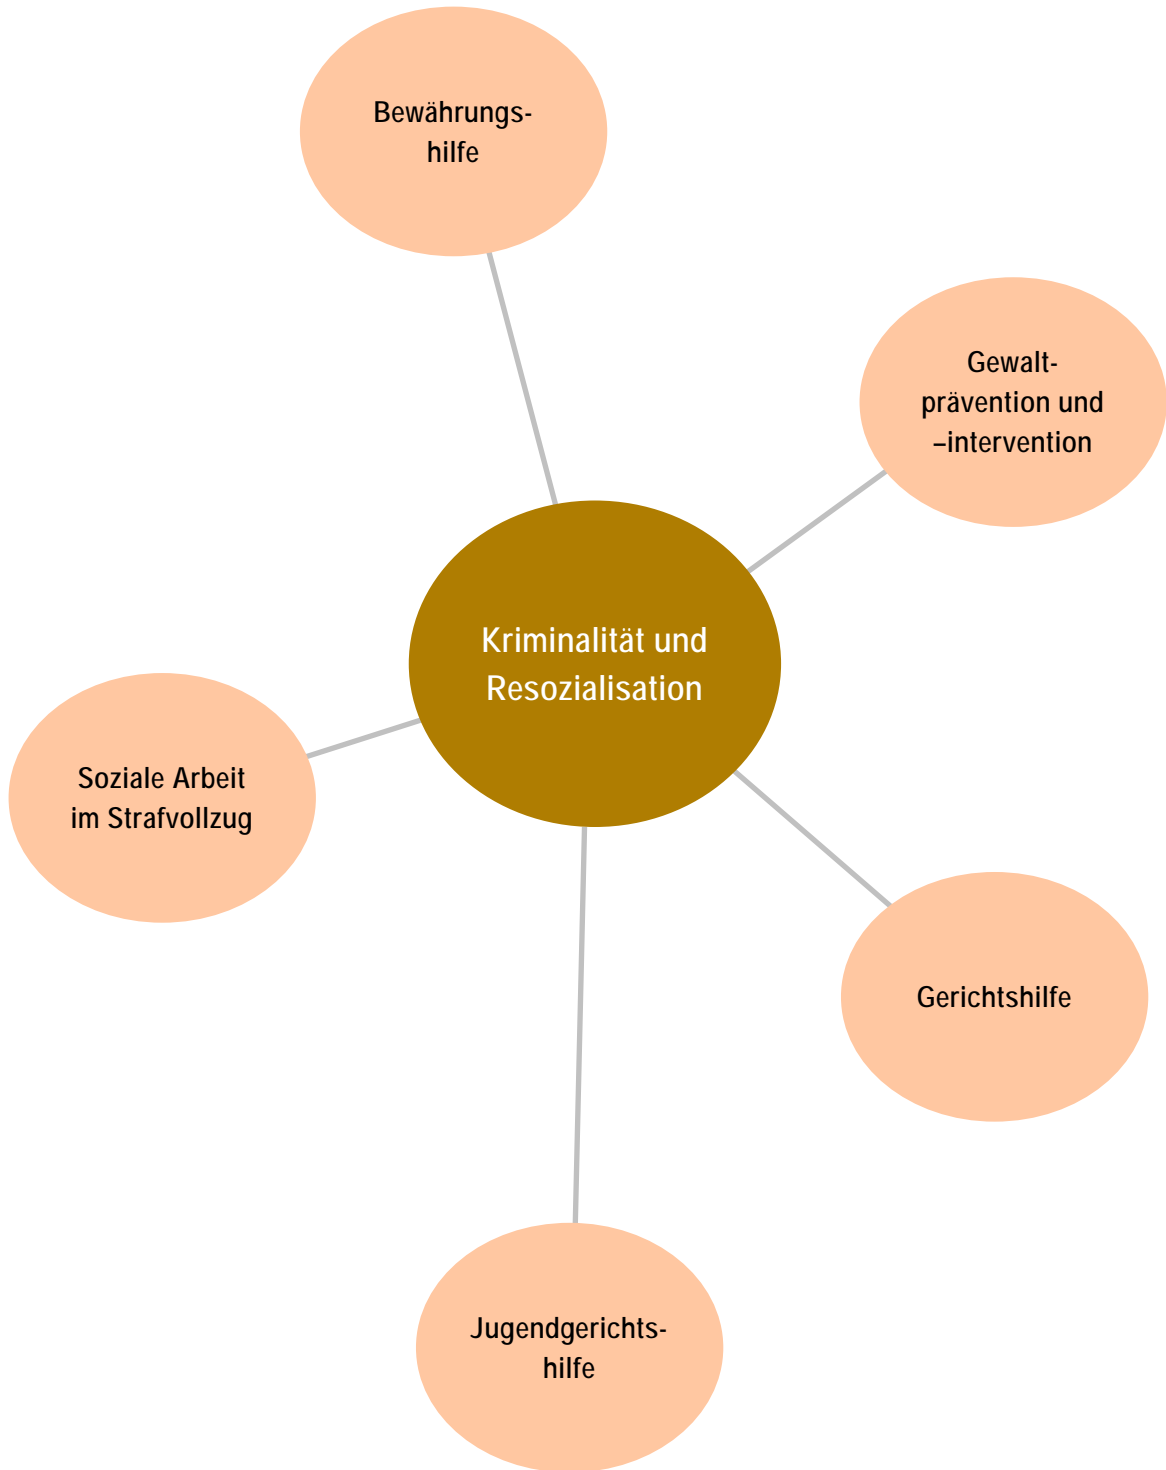 Bewährungs-
hilfe
Gewalt-
prävention und
–intervention
Kriminalität und
Resozialisation
Soziale Arbeit
im Strafvollzug
Gerichtshilfe
Jugendgerichts-
hilfe